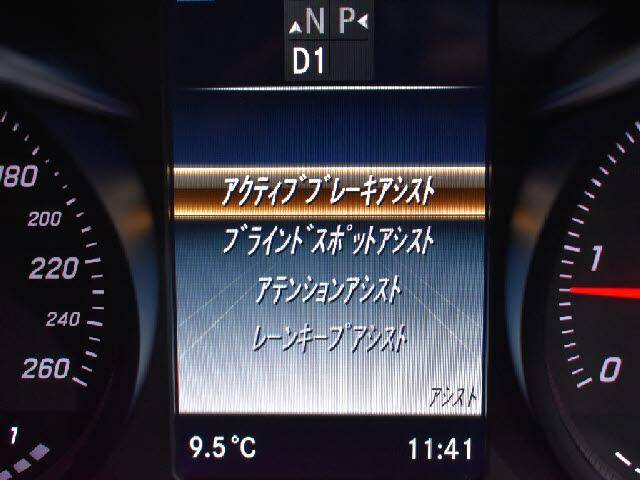 ▲N P◀
D1
180
200
220
240
260
1
アクティブブレーキアシスト
ブラインドスポットアシスト
アテンションアシスト
レーンキープアシスト
アシスト
9.5°C 11:41
1
0